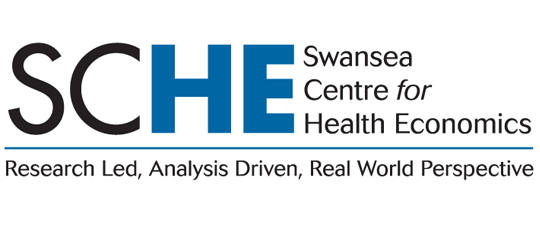 SCHE
Swansea
Centre for
Health Economics
Research Led, Analysis Driven, Real World Perspective